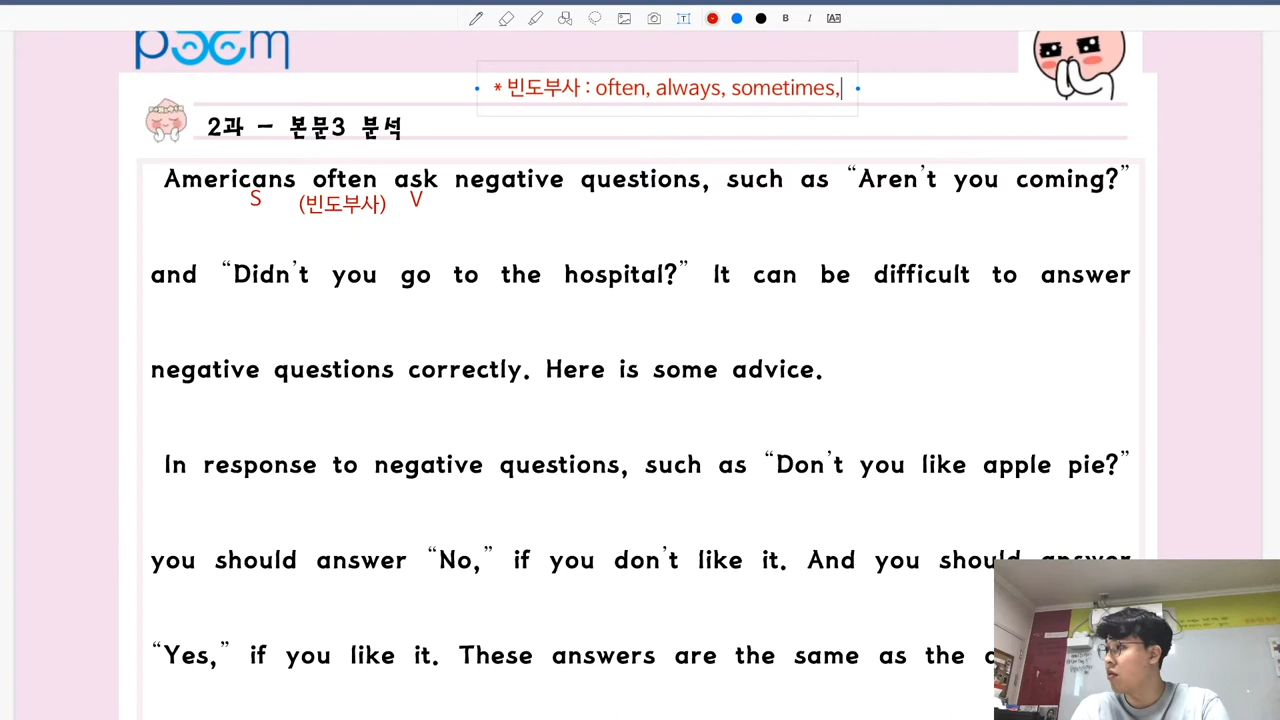 poem
B I A
* 빈도부사 : often, always, sometimes,
2과 - 본문3 분석
Americans often ask negative questions, such as “Aren’t you coming?”
S (빈도부사) V
and “Didn’t you go to the hospital?” It can be difficult to answer
negative questions correctly. Here is some advice.
In response to negative questions, such as “Don’t you like apple pie?”
you should answer “No,” if you don’t like it. And you should answer
“Yes,” if you like it. These answers are the same as the